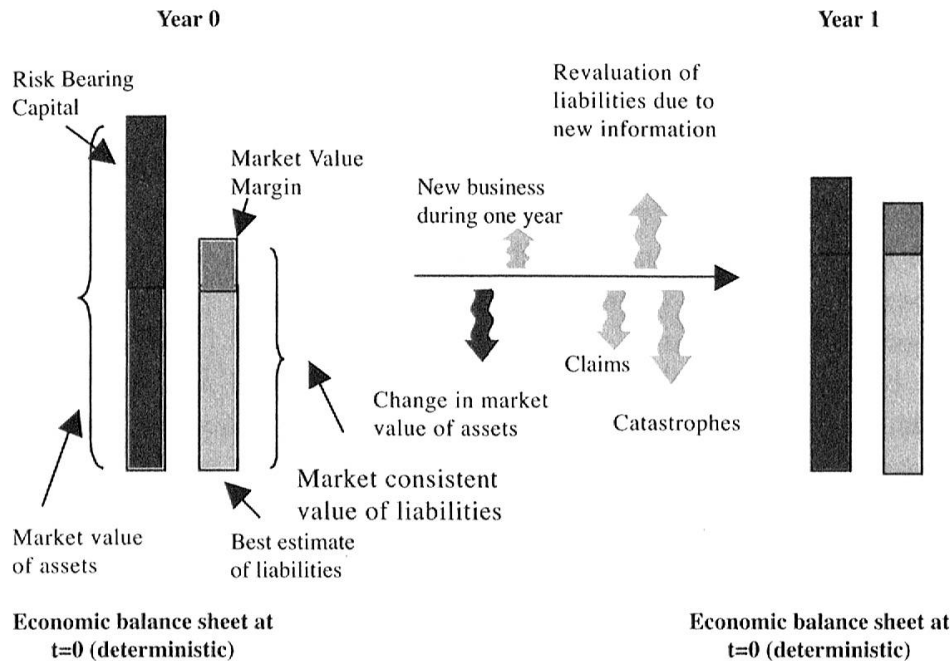 Year 0
Year 1
Risk Bearing
Capital
Market Value
Margin
New business
during one year
Revaluation of
liabilities due to
new information
Change in market
value of assets
Claims
Catastrophes
Market consistent
value of liabilities
Market value
of assets
Best estimate
of liabilities
Economic balance sheet at
t=0 (deterministic)
Economic balance sheet at
t=0 (deterministic)